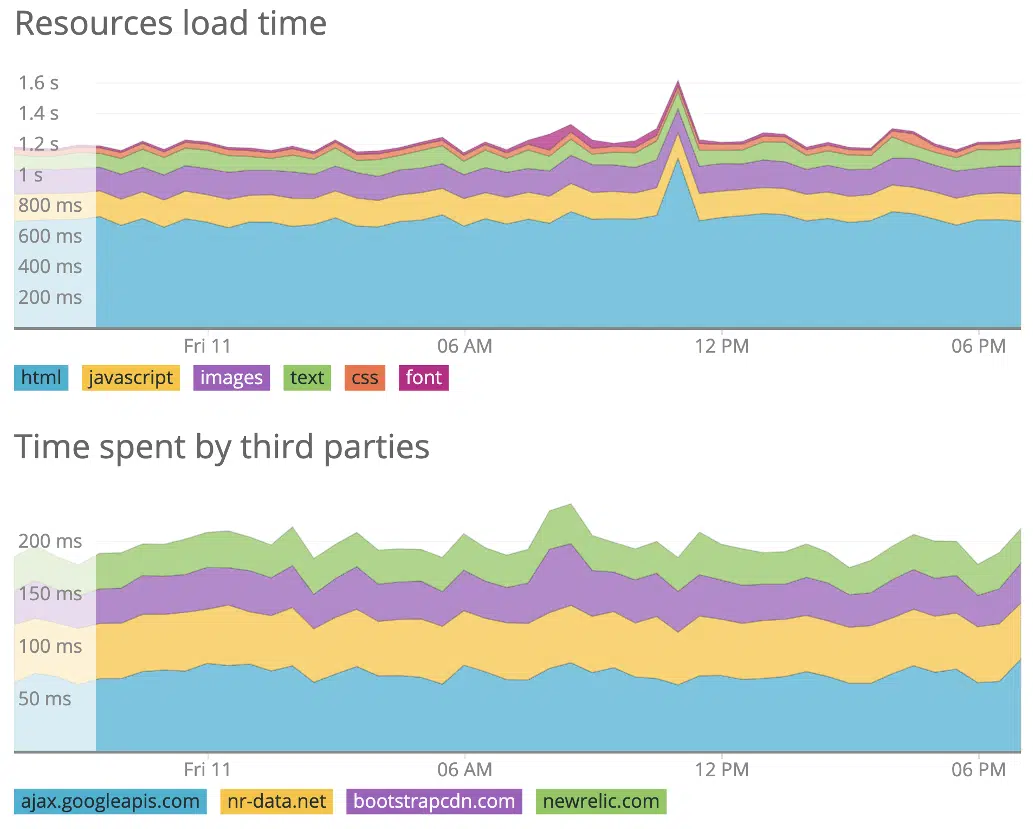 Resources load time
1.6 s
1.4 s
1.2 s
1 s
800 ms
600 ms
400 ms
200 ms
Fri 11 06 AM 12 PM 06 PM
html javascript images text css font
Time spent by third parties
200 ms
150 ms
100 ms
50 ms
Fri 11 06 AM 12 PM 06 PM
ajax.googleapis.com nr-data.net bootstrapcdn.com newrelic.com